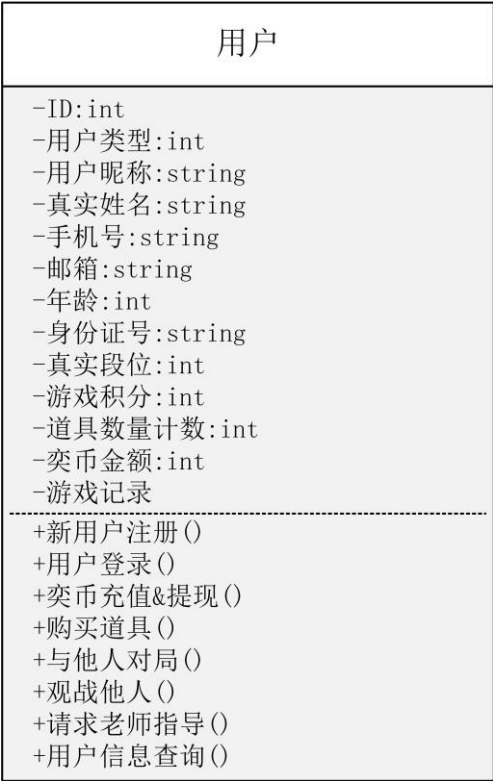 用户
-ID:int
-用户类型:int
-用户昵称:string
-真实姓名:string
-手机号:string
-邮箱:string
-年龄:int
-身份证号:string
-真实段位:int
-游戏积分:int
-道具数量计数:int
-奕币金额:int
-游戏记录
+新用户注册()
+用户登录()
+奕币充值&提现()
+购买道具()
+与他人对局()
+观战他人()
+请求老师指导()
+用户信息查询()